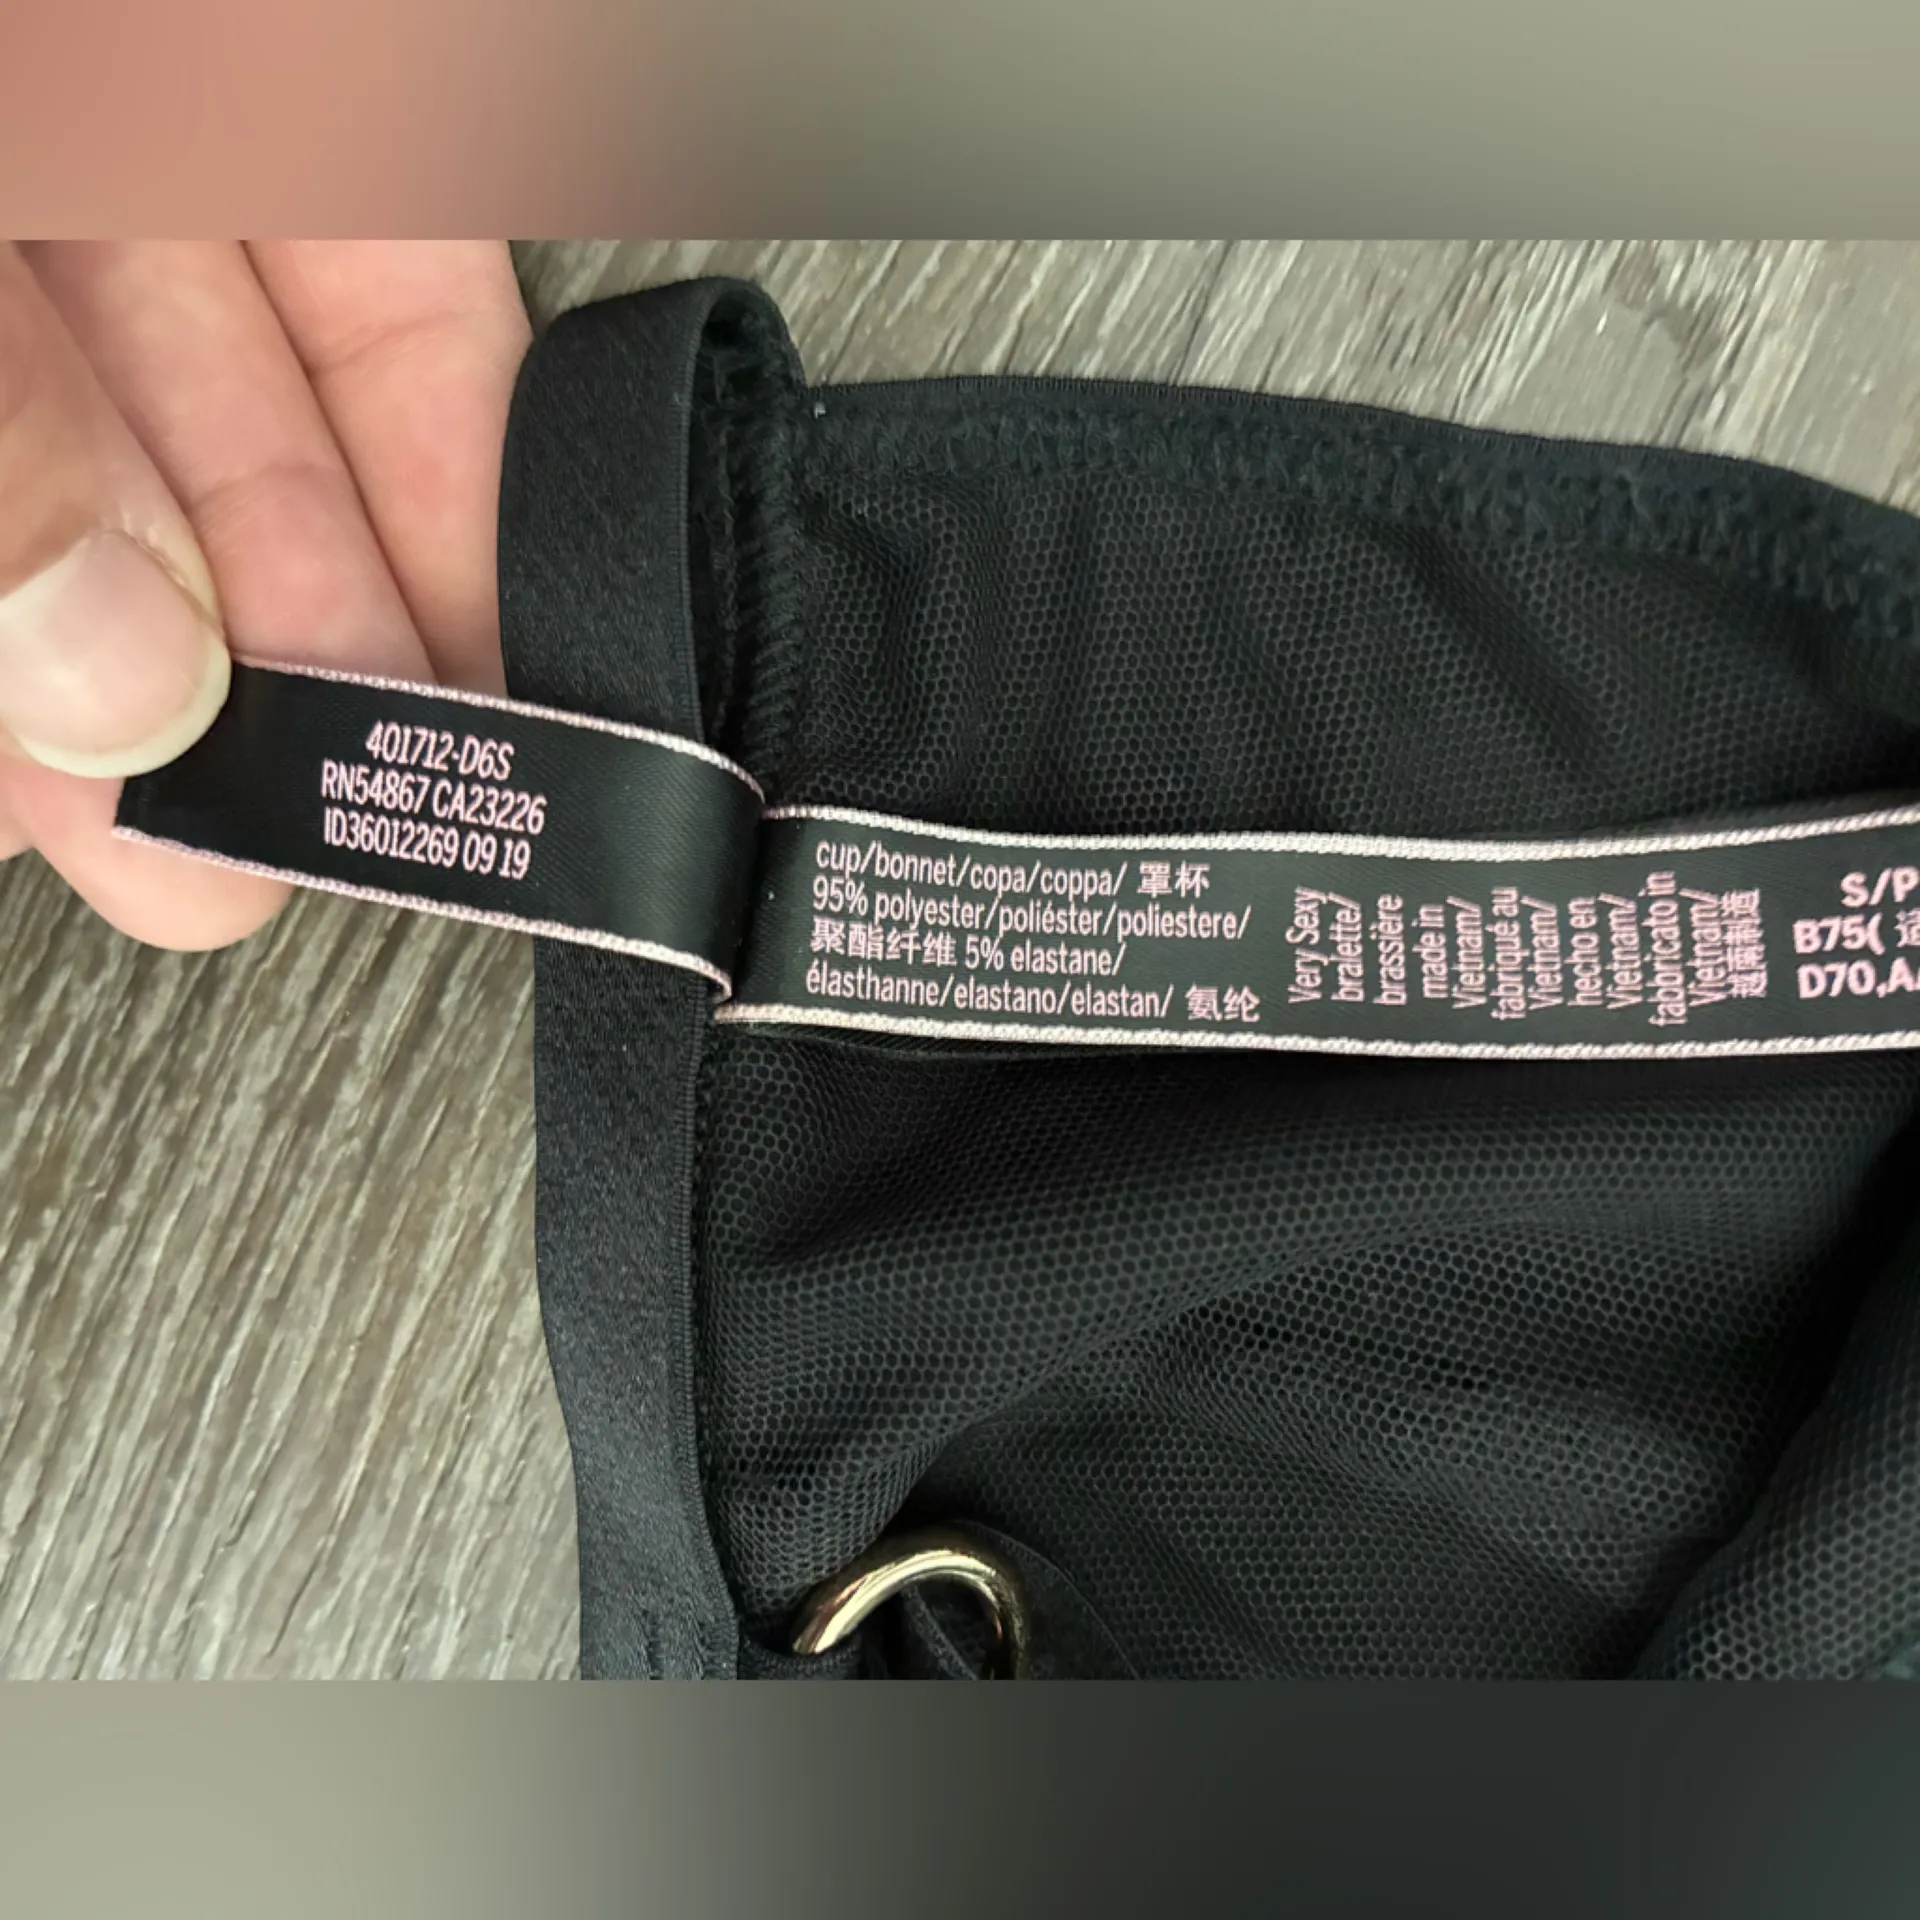 401712-D6S
RN54867 CA23226
ID36012269 09 19
cup/bonnet/copa/coppa/ 罩杯
95% polyester/poliéster/poliestere/
聚酯纤维 5% elastane/
élasthanne/elastano/elastan/ 氨纶
Very Sexy
bralette/
brassière
made in
Vietnam/
fabriqué au
Vietnam/
hecho en
Vietnam/
fabbricato in
Vietnam/
越南制造
S/P
B75(
D70,A